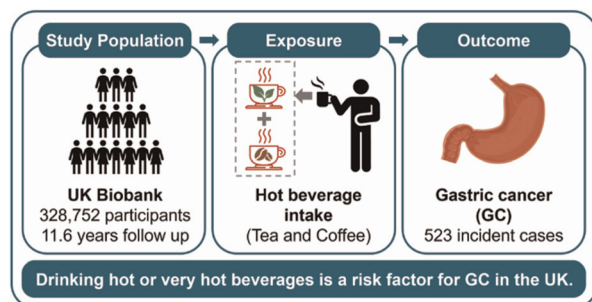 Study Population
Exposure
Outcome
+
UK Biobank
328,752 participants
11.6 years follow up
Hot beverage
intake
(Tea and Coffee)
Gastric cancer
(GC)
523 incident cases
Drinking hot or very hot beverages is a risk factor for GC in the UK.